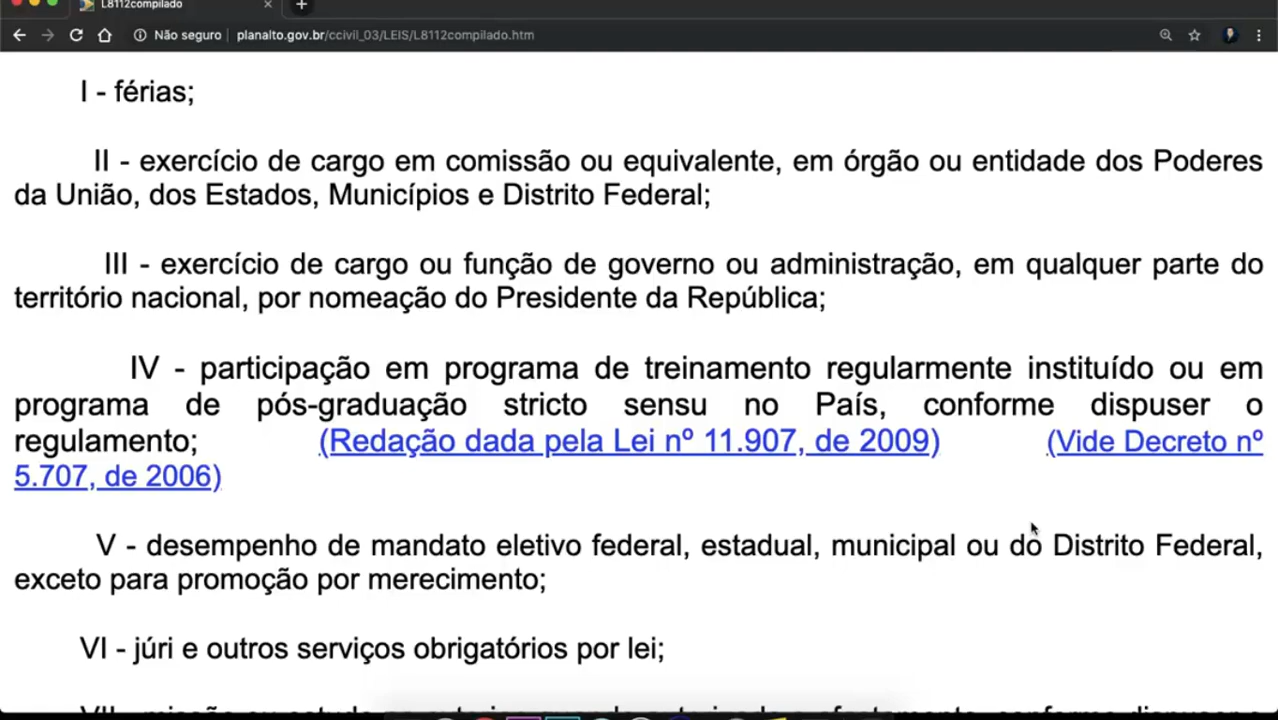 L8112compilado
Não seguro planalto.gov.br/ccivil_03/LEIS/L8112compilado.htm
I - férias;
II - exercício de cargo em comissão ou equivalente, em órgão ou entidade dos Poderes
da União, dos Estados, Municípios e Distrito Federal;
III - exercício de cargo ou função de governo ou administração, em qualquer parte do
território nacional, por nomeação do Presidente da República;
IV - participação em programa de treinamento regularmente instituído ou em
programa de pós-graduação stricto sensu no País, conforme dispuser o
regulamento; (Redação dada pela Lei nº 11.907, de 2009) (Vide Decreto nº
5.707, de 2006)
V - desempenho de mandato eletivo federal, estadual, municipal ou do Distrito Federal,
exceto para promoção por merecimento;
VI - júri e outros serviços obrigatórios por lei;